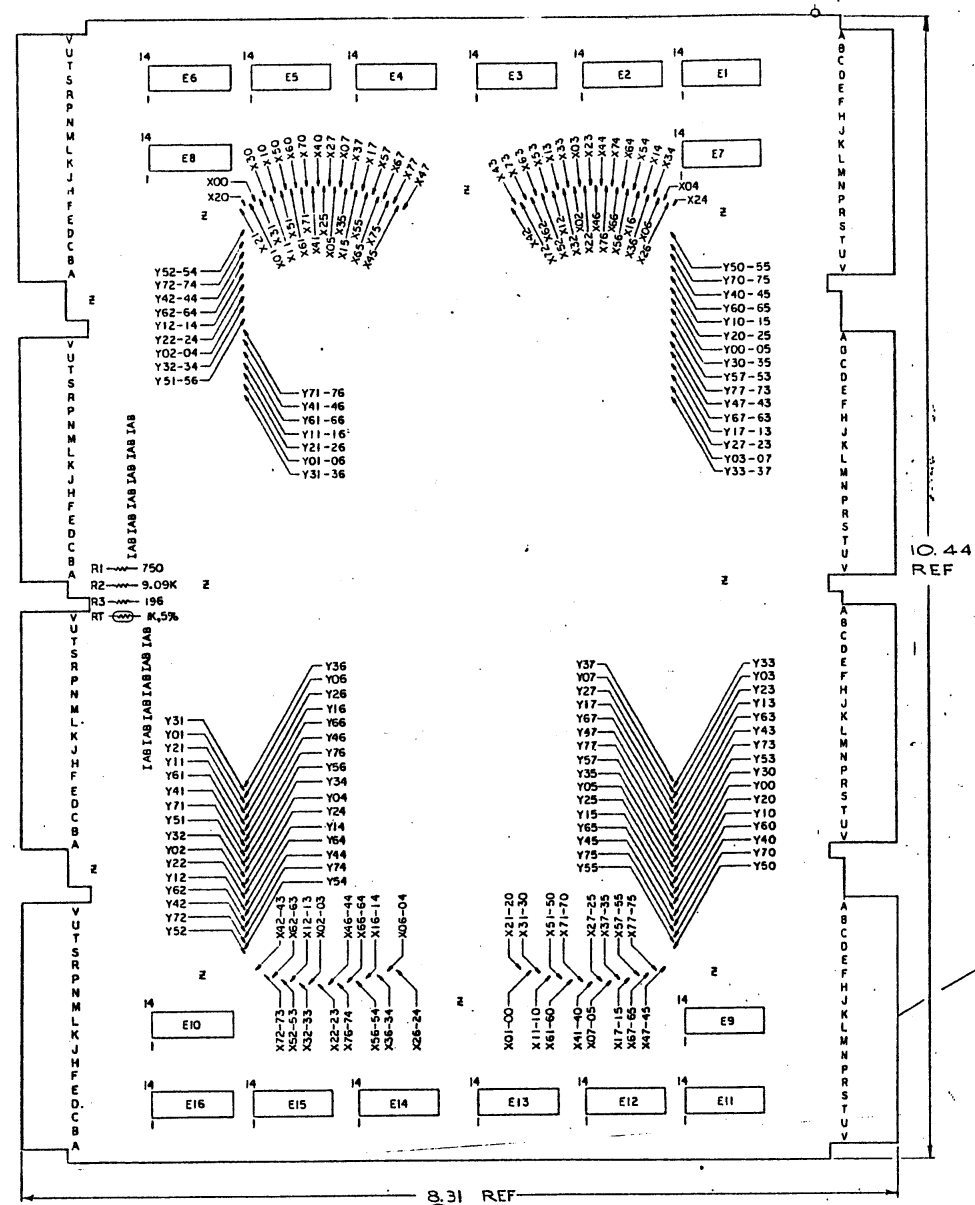 14 E6
14 E5
14 E4
14 E3
14 E2
14 E1
14 E8
14 E7
X00
X20
X30
X10
X50
X60
X70
X40
X27
X07
X37
X17
X57
X67
X77
X47
X21
X01
X31
X11
X51
X61
X71
X41
X25
X05
X35
X15
X55
X65
X75
X45
X43
X73
X63
X53
X13
X33
X03
X23
X44
X74
X64
X54
X14
X34
X04
X24
X42
X72
X62
X52
X12
X32
X02
X22
X46
X76
X66
X56
X16
X36
X06
X26
Y52-54
Y72-74
Y42-44
Y62-64
Y12-14
Y22-24
Y02-04
Y32-34
Y51-56
Y71-76
Y41-46
Y61-66
Y11-16
Y21-26
Y01-06
Y31-36
Y50-55
Y70-75
Y40-45
Y60-65
Y10-15
Y20-25
Y00-05
Y30-35
Y57-53
Y77-73
Y47-43
Y67-63
Y17-13
Y27-23
Y03-07
Y33-37
V U T S R P N M L K J H F E D C B A
A B C D E F H J K L M N P R S T U V
V U T S R P N M L K J H F E D C B A
A B C D E F H J K L M N P R S T U V
IAB IAB IAB IAB IAB
R1 750
R2 9.09K
R3 196
RT 1K,5%
10.44
REF
V U T S R P N M L K J H F E D C B A
A B C D E F H J K L M N P R S T U V
IAB IAB IAB IAB IAB
Y36
Y06
Y26
Y16
Y66
Y46
Y76
Y56
Y34
Y04
Y24
Y14
Y64
Y44
Y74
Y54
Y31
Y01
Y21
Y11
Y61
Y41
Y71
Y51
Y32
Y02
Y22
Y12
Y62
Y42
Y72
Y52
Y37
Y07
Y27
Y17
Y67
Y47
Y77
Y57
Y35
Y05
Y25
Y15
Y65
Y45
Y75
Y55
Y33
Y03
Y23
Y13
Y63
Y43
Y73
Y53
Y30
Y00
Y20
Y10
Y60
Y40
Y70
Y50
X42-43
X62-63
X12-13
X02-03
X46-44
X66-64
X16-14
X06-04
X72-73
X52-53
X32-33
X22-23
X76-74
X56-54
X36-34
X26-24
X21-20
X31-30
X51-50
X71-70
X27-25
X37-35
X57-55
X77-75
X01-00
X11-10
X61-60
X41-40
X07-05
X17-15
X67-65
X47-45
V U T S R P N M L K J H F E D C B A
A B C D E F H J K L M N P R S T U V
14 E10
14 E9
14 E16
14 E15
14 E14
14 E13
14 E12
14 E11
8.31 REF